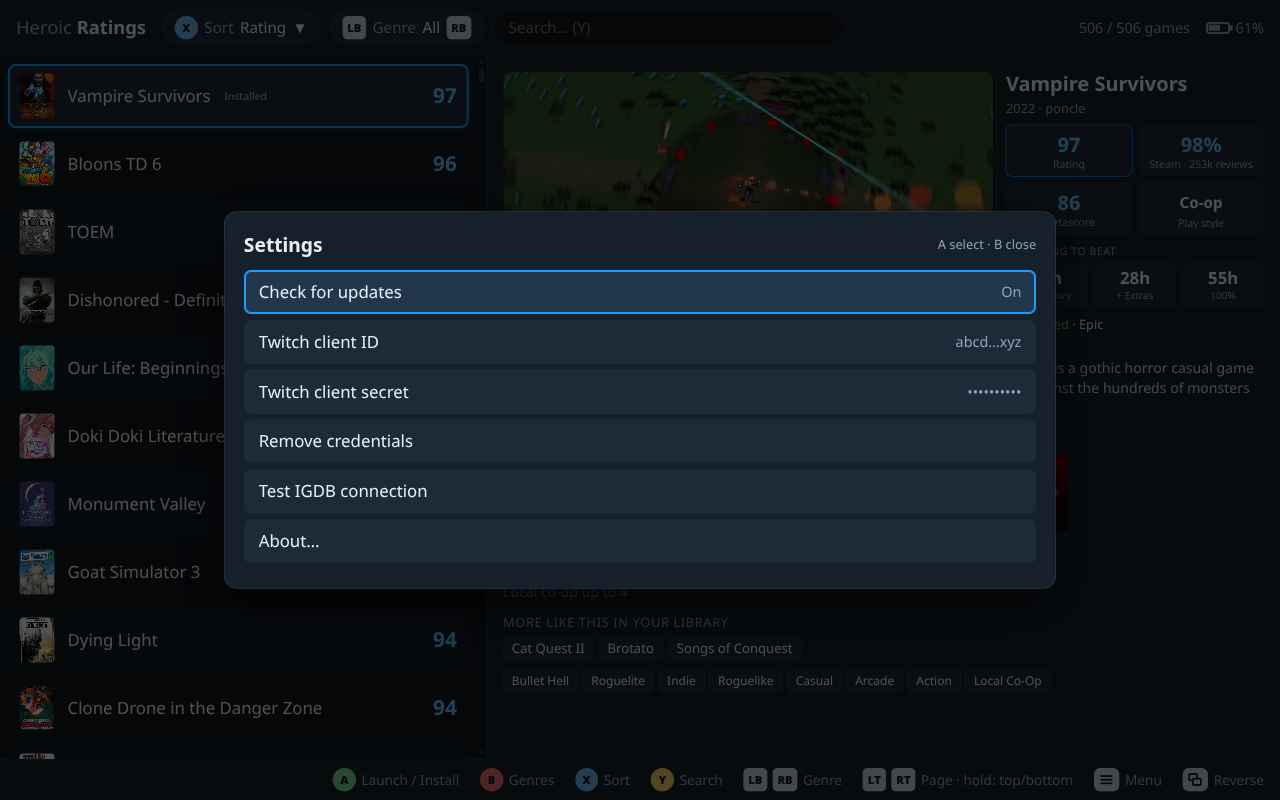 Heroic Ratings
X Sort Rating ▼
LB Genre All RB
Search... (Y)
506 / 506 games
61%
Vampire Survivors Installed 97
Bloons TD 6 96
TOEM
Dishonored - Definit
Our Life: Beginnings
Doki Doki Literature
Monument Valley
Goat Simulator 3
Dying Light 94
Clone Drone in the Danger Zone 94
Vampire Survivors
2022 · poncle
97
Rating
98%
Steam · 253k reviews
86
tascore
Co-op
Play style
NG TO BEAT
28h
+ Extras
55h
100%
ed · Epic
is a gothic horror casual game
nst the hundreds of monsters
Settings
A select · B close
Check for updates On
Twitch client ID abcd...xyz
Twitch client secret ••••••••••
Remove credentials
Test IGDB connection
About...
Local co-op up to 4
MORE LIKE THIS IN YOUR LIBRARY
Cat Quest II Brotato Songs of Conquest
Bullet Hell Roguelite Indie Roguelike Casual Arcade Action Local Co-Op
A Launch / Install B Genres X Sort Y Search LB RB Genre LT RT Page · hold: top/bottom Menu Reverse